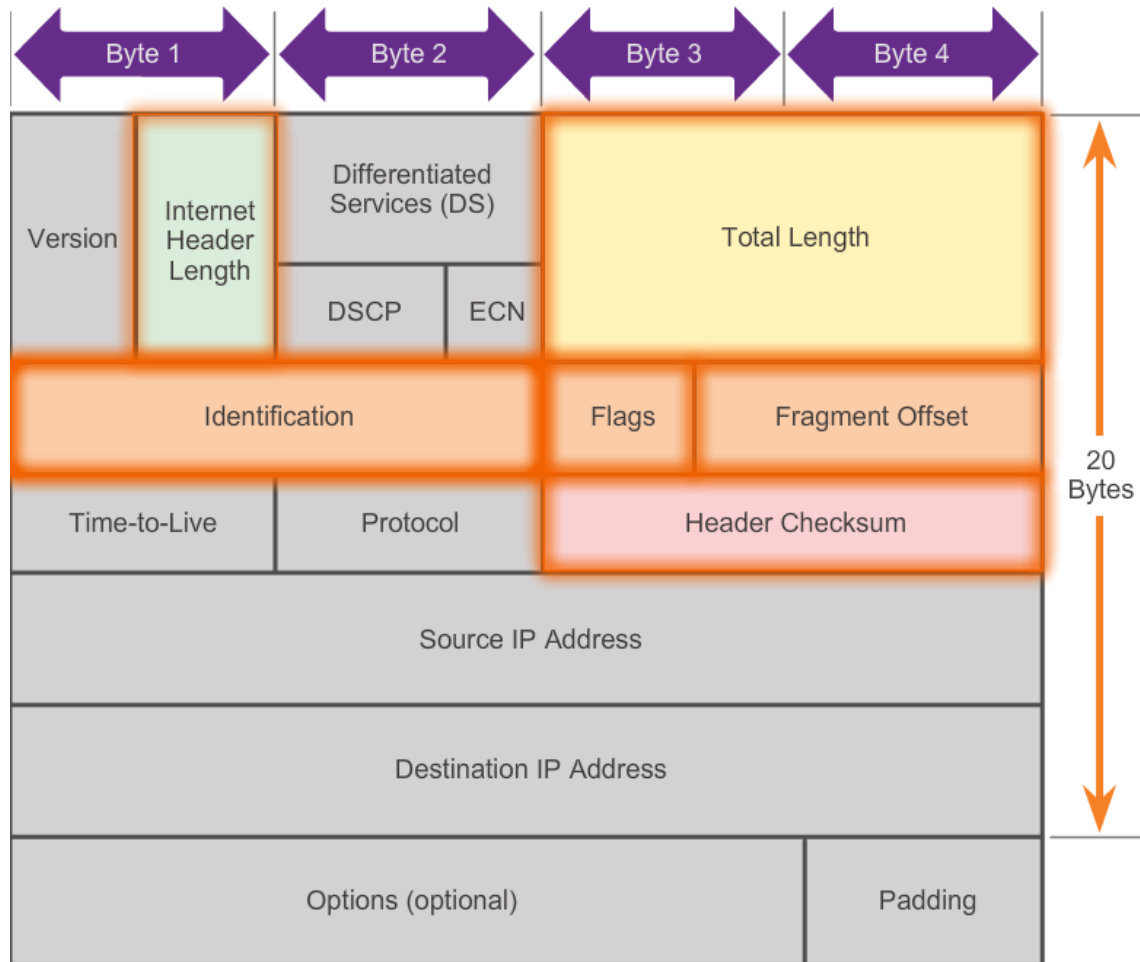 Byte 1
Byte 2
Byte 3
Byte 4
Version
Internet
Header
Length
Differentiated
Services (DS)
DSCP
ECN
Total Length
Identification
Flags
Fragment Offset
20
Bytes
Time-to-Live
Protocol
Header Checksum
Source IP Address
Destination IP Address
Options (optional)
Padding